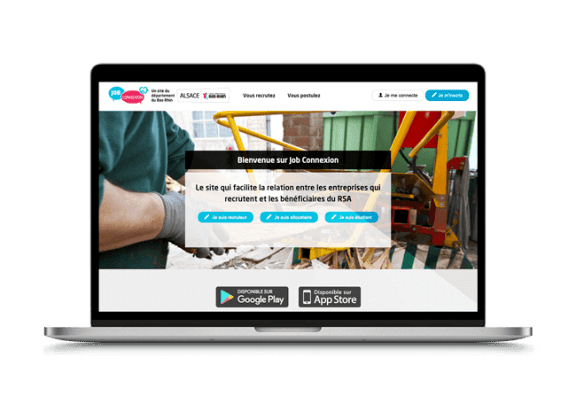 JOB
CONNEXION
Un site du
département
du Bas-Rhin
ALSACE
BAS-RHIN
Vous recrutez
Vous postulez
Je me connecte
Je m'inscris
Bienvenue sur Job Connexion
Le site qui facilite la relation entre les entreprises qui
recrutent et les bénéficiaires du RSA
Je suis recruteur
Je suis allocataire
Je suis étudiant
DISPONIBLE SUR
Google Play
Disponible sur
App Store